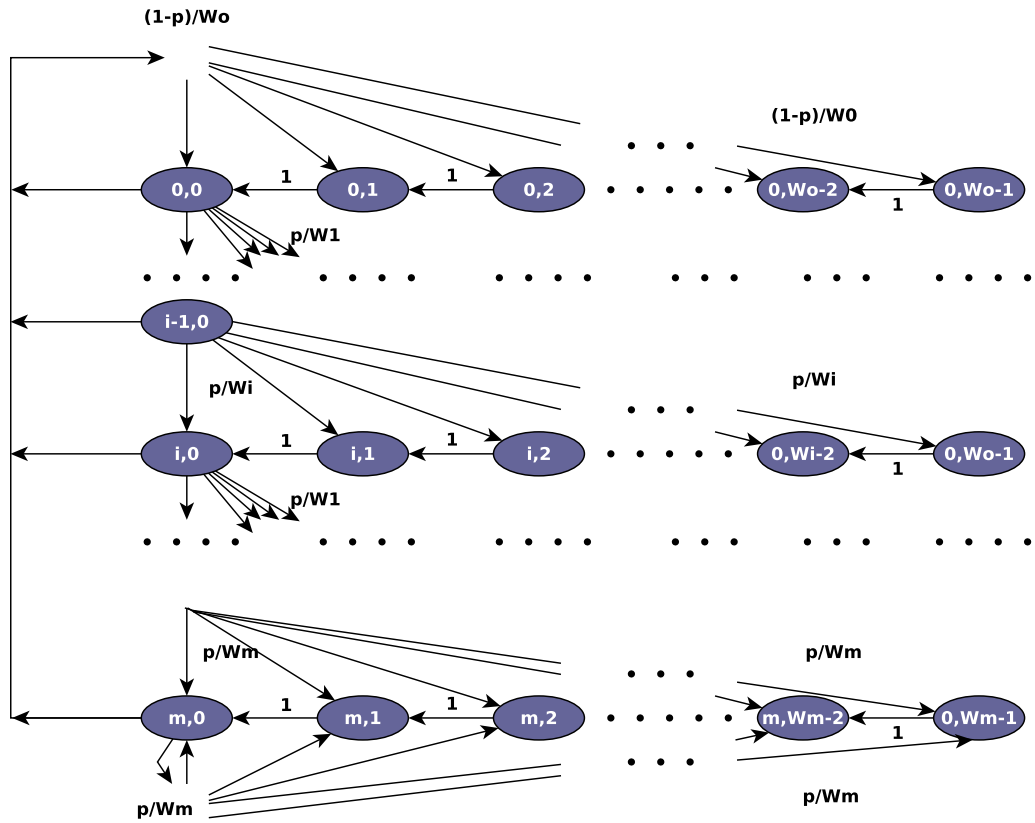 (1-p)/Wo
(1-p)/W0
0,0
1
0,1
1
0,2
0,Wo-2
1
0,Wo-1
p/W1
i-1,0
p/Wi
p/Wi
i,0
1
i,1
1
i,2
0,Wi-2
1
0,Wo-1
p/W1
p/Wm
p/Wm
m,0
1
m,1
1
m,2
m,Wm-2
1
0,Wm-1
p/Wm
p/Wm